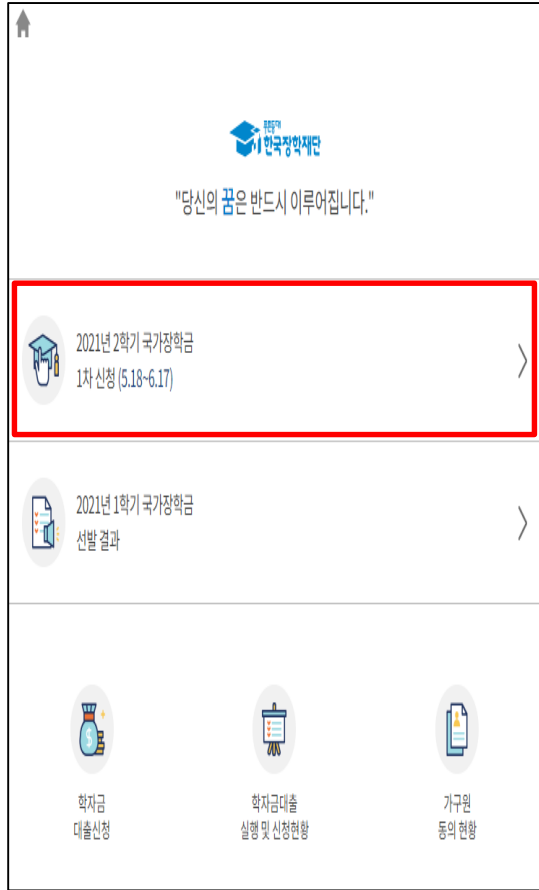 푸른등대
한국장학재단
"당신의 꿈은 반드시 이루어집니다."
2021년 2학기 국가장학금
1차 신청 (5.18~6.17)
2021년 1학기 국가장학금
선발 결과
학자금
대출신청
학자금대출
실행 및 신청현황
가구원
동의 현황